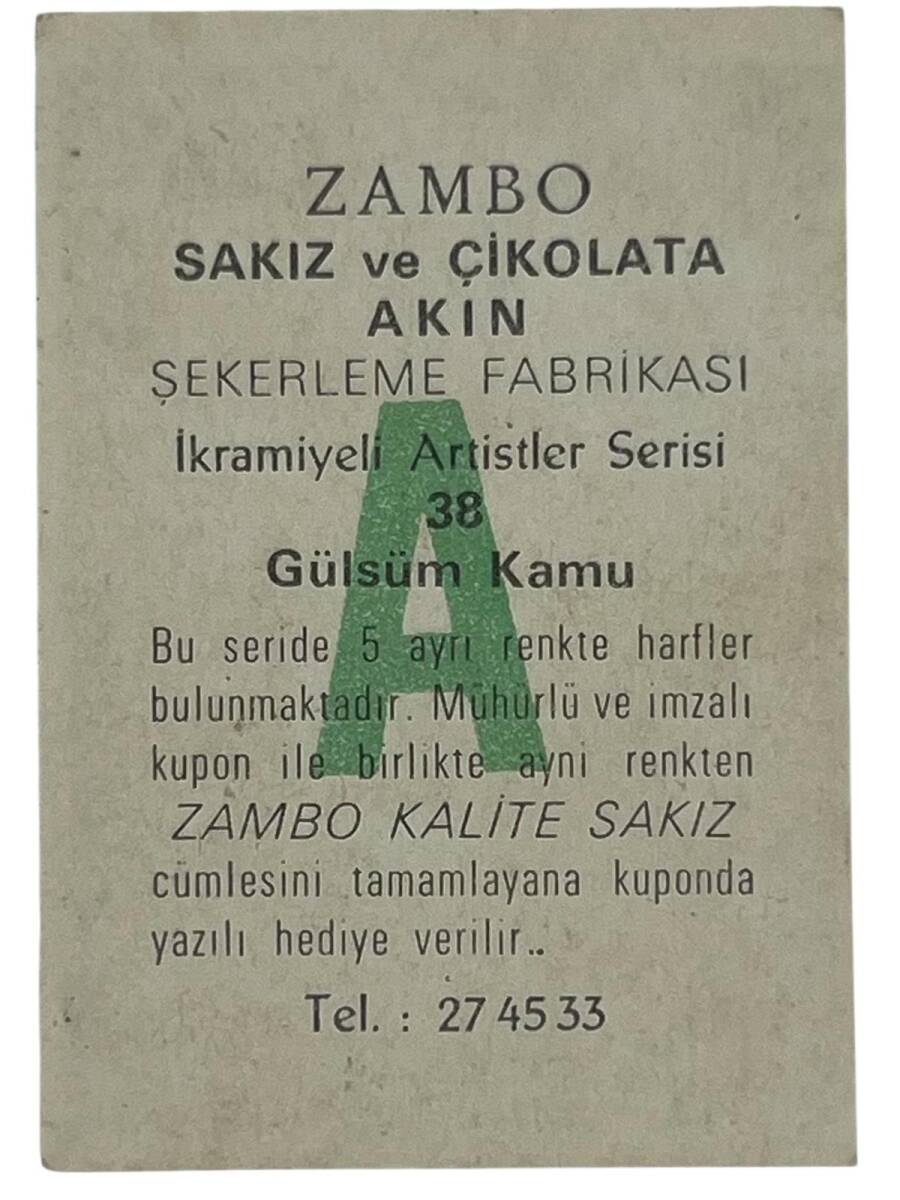 ZAMBO
SAKIZ ve ÇİKOLATA
AKIN
ŞEKERLEME FABRİKASI
İkramiyeli Artistler Serisi
38
Gülsüm Kamu
A
Bu seride 5 ayrı renkte harfler
bulunmaktadır. Mühürlü ve imzalı
kupon ile birlikte ayni renkten
ZAMBO KALİTE SAKIZ
cümlesini tamamlayana kuponda
yazılı hediye verilir..
Tel. : 27 45 33